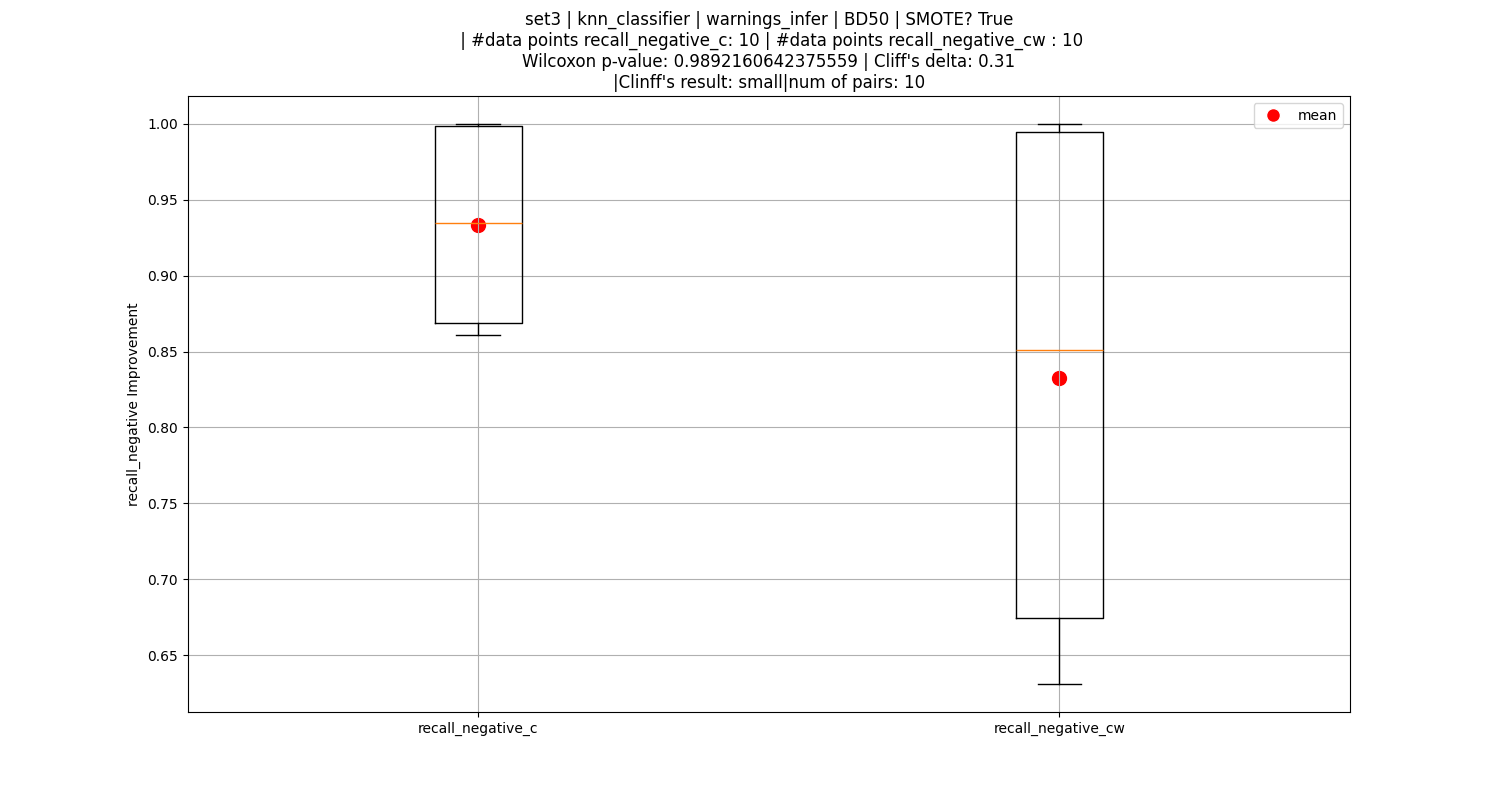 set3 | knn_classifier | warnings_infer | BD50 | SMOTE? True
| #data points recall_negative_c: 10 | #data points recall_negative_cw : 10
Wilcoxon p-value: 0.9892160642375559 | Cliff's delta: 0.31
|Clinff's result: small|num of pairs: 10
mean
1.00
0.95
0.90
0.85
0.80
0.75
0.70
0.65
recall_negative Improvement
recall_negative_c
recall_negative_cw